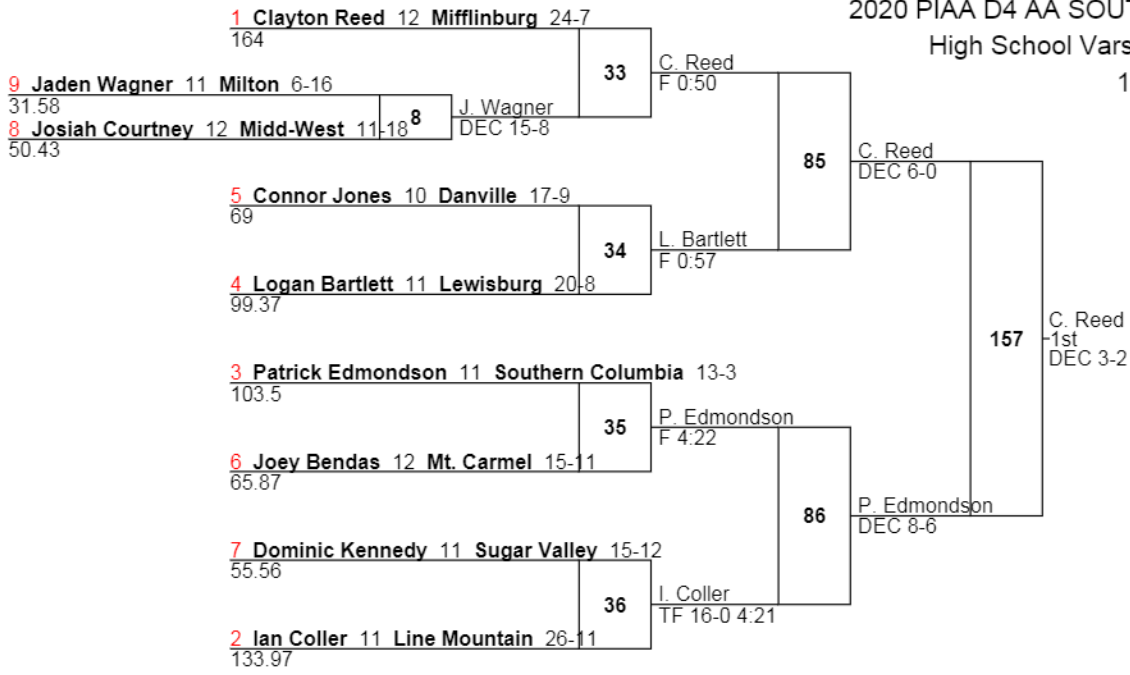 2020 PIAA D4 AA SOUT
High School Vars
1
1 Clayton Reed 12 Mifflinburg 24-7
164
33
C. Reed
F 0:50
9 Jaden Wagner 11 Milton 6-16
31.58
8 Josiah Courtney 12 Midd-West 11-18
50.43
8
J. Wagner
DEC 15-8
85
C. Reed
DEC 6-0
5 Connor Jones 10 Danville 17-9
69
34
L. Bartlett
F 0:57
4 Logan Bartlett 11 Lewisburg 20-8
99.37
157
C. Reed
1st
DEC 3-2
3 Patrick Edmondson 11 Southern Columbia 13-3
103.5
35
P. Edmondson
F 4:22
6 Joey Bendas 12 Mt. Carmel 15-11
65.87
86
P. Edmondson
DEC 8-6
7 Dominic Kennedy 11 Sugar Valley 15-12
55.56
36
I. Coller
TF 16-0 4:21
2 Ian Coller 11 Line Mountain 26-11
133.97